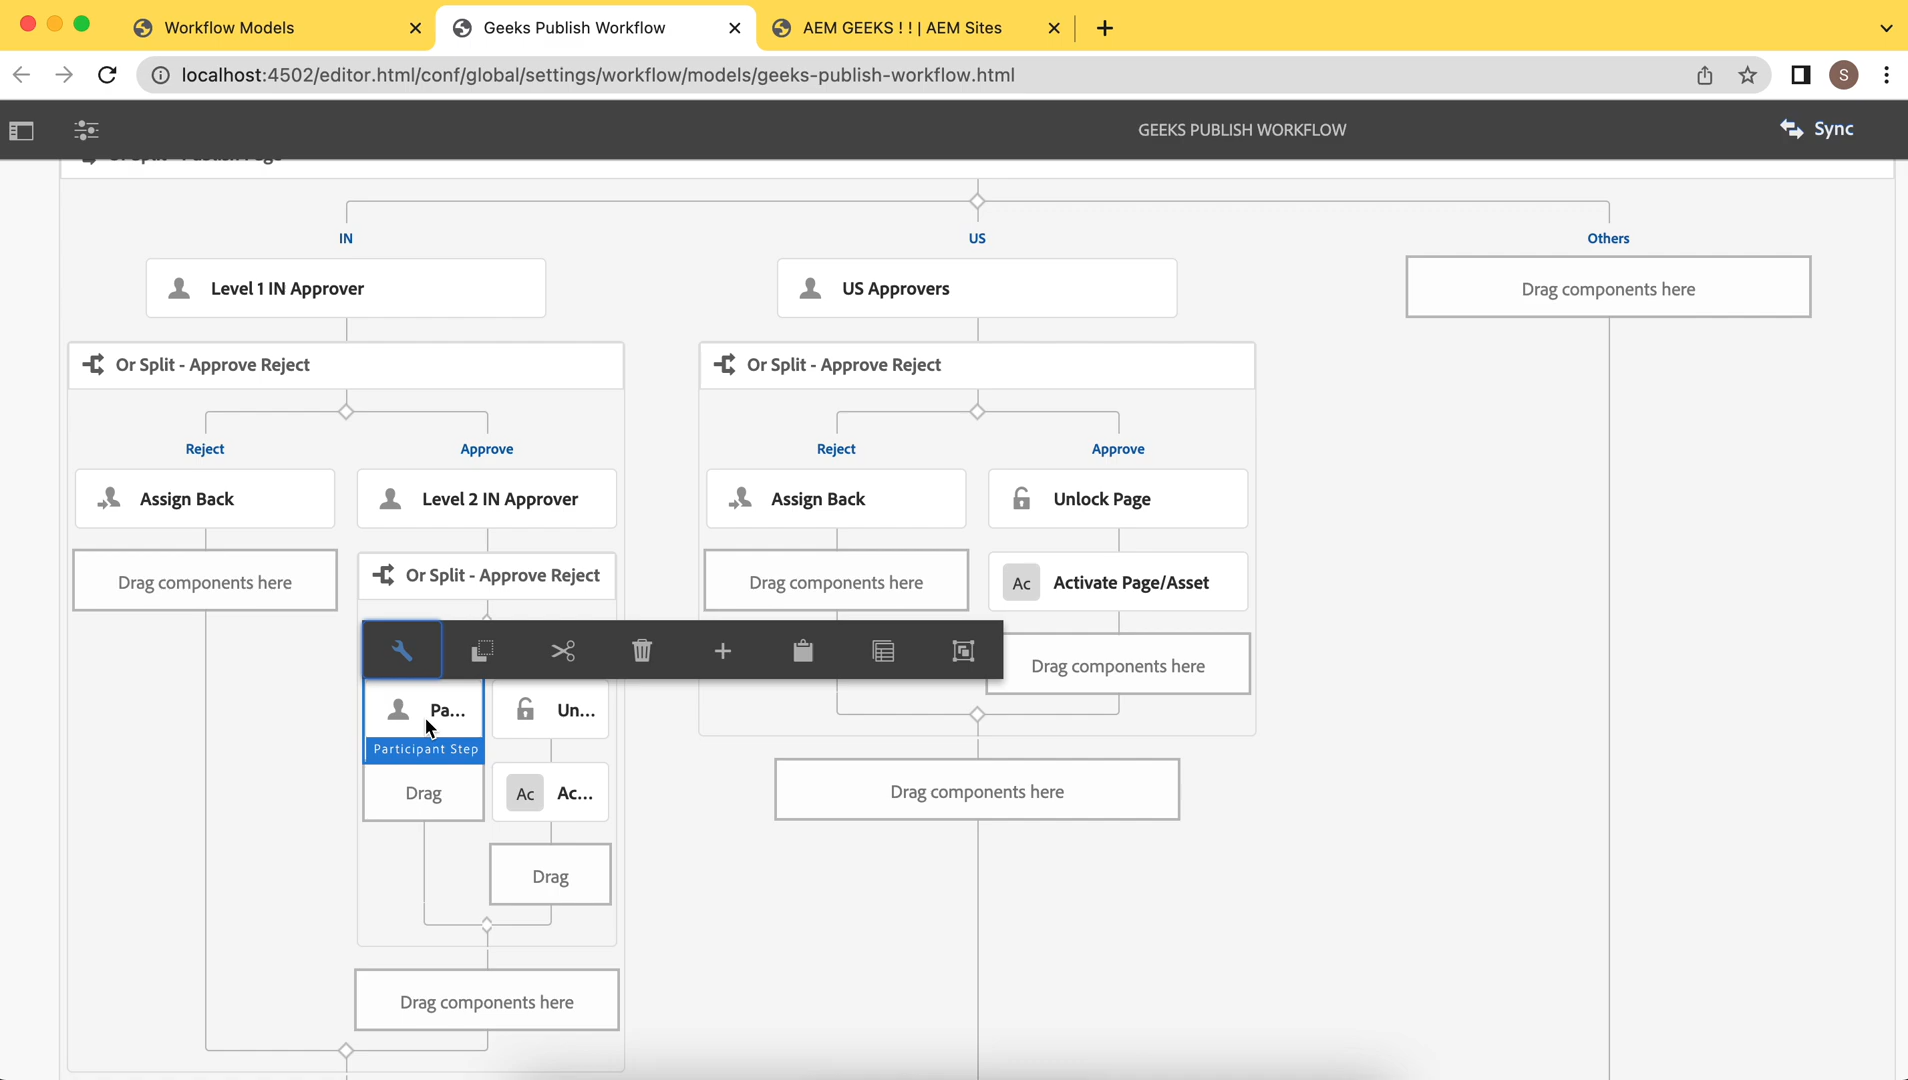 Workflow Models
Geeks Publish Workflow
AEM GEEKS ! ! | AEM Sites
localhost:4502/editor.html/conf/global/settings/workflow/models/geeks-publish-workflow.html
S
GEEKS PUBLISH WORKFLOW
Sync
Or Split - Publish Page
IN
US
Others
Level 1 IN Approver
US Approvers
Drag components here
Or Split - Approve Reject
Or Split - Approve Reject
Reject
Approve
Reject
Approve
Assign Back
Level 2 IN Approver
Assign Back
Unlock Page
Drag components here
Or Split - Approve Reject
Drag components here
Ac
Activate Page/Asset
Drag components here
Pa...
Un...
Participant Step
Drag
Ac
Ac...
Drag components here
Drag
Drag components here